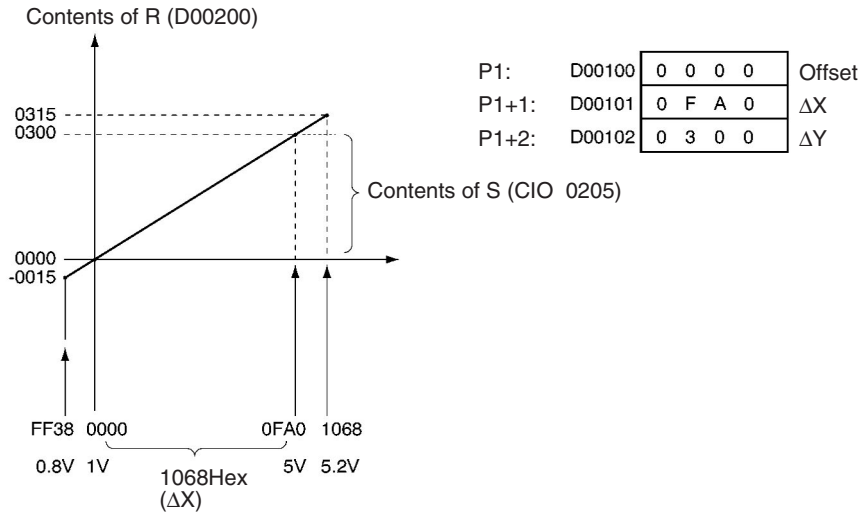 Contents of R (D00200)
P1: D00100 0 0 0 0 Offset
P1+1: D00101 0 F A 0 ΔX
P1+2: D00102 0 3 0 0 ΔY
0315
0300
Contents of S (CIO 0205)
0000
-0015
FF38 0000 0FA0 1068
0.8V 1V 5V 5.2V
1068Hex
(ΔX)